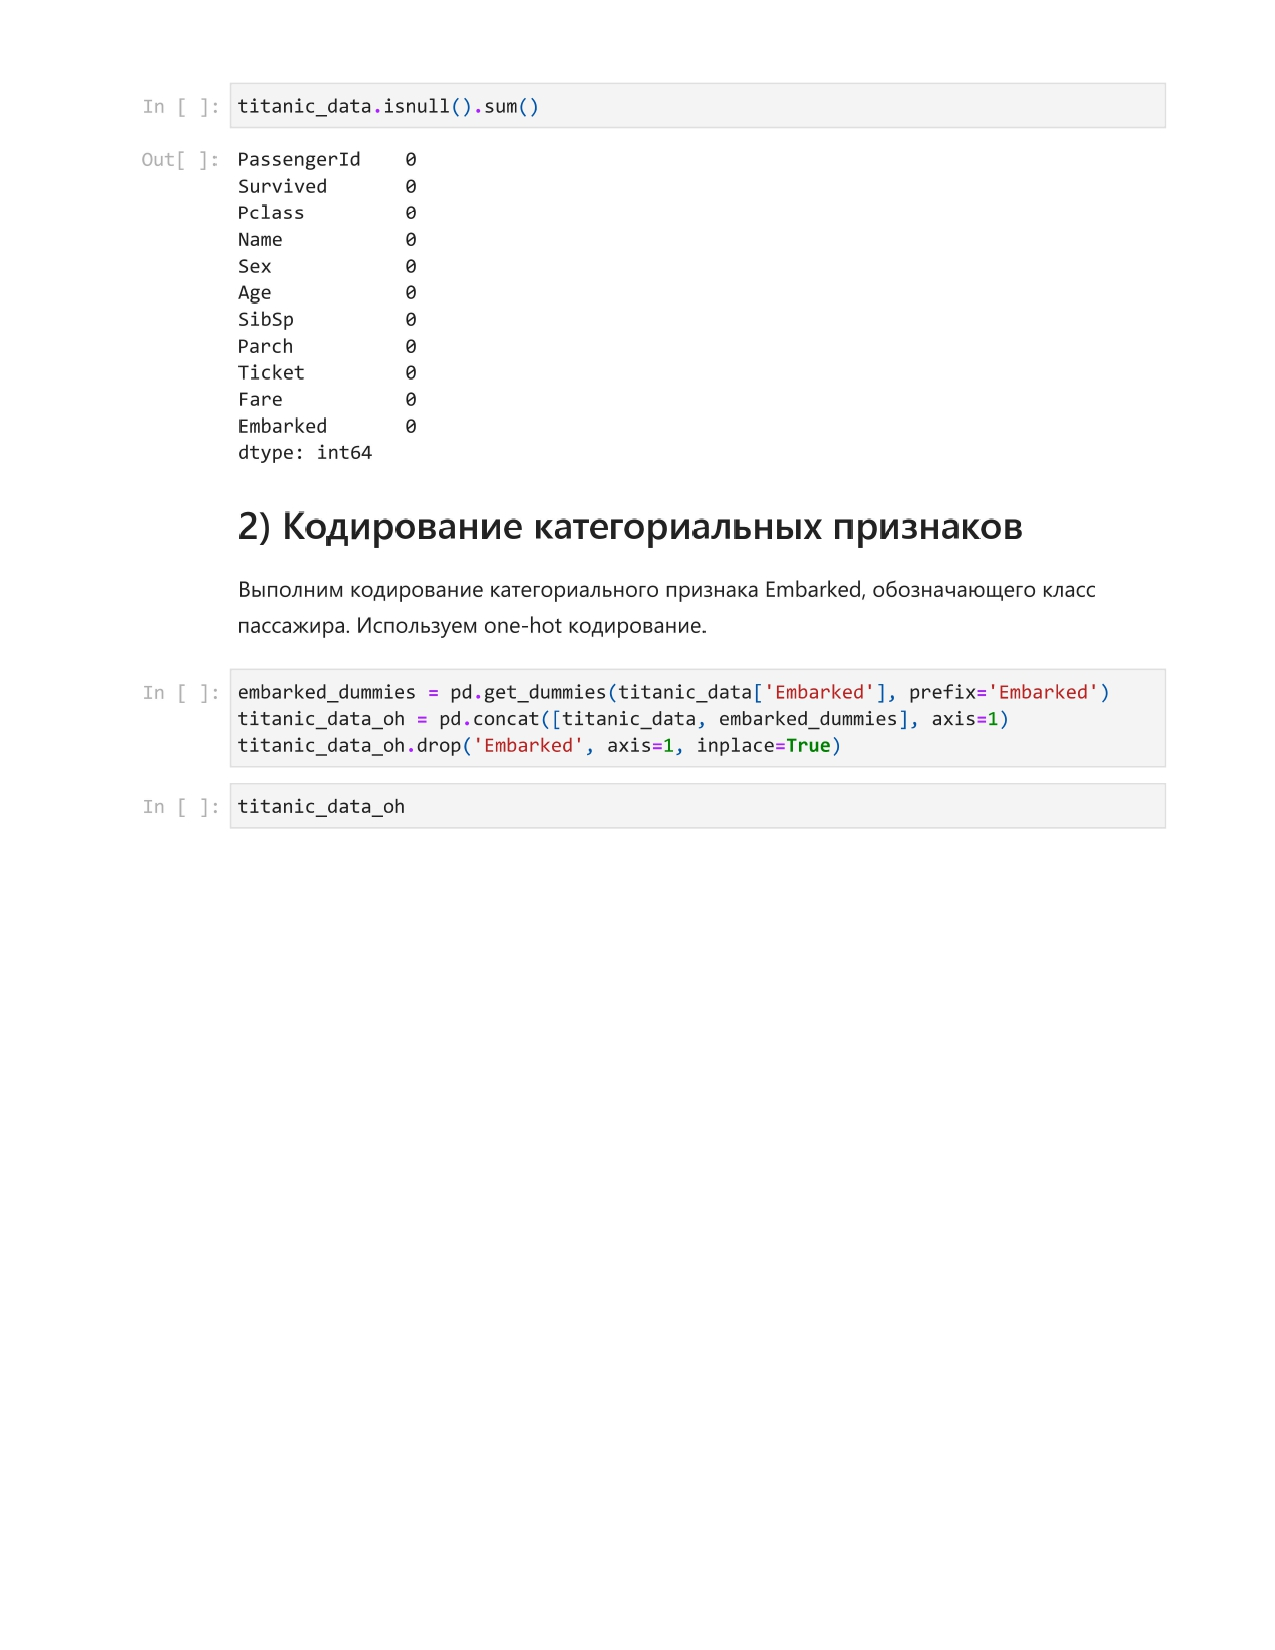 In [ ]: titanic_data.isnull().sum()
Out[ ]: PassengerId    0
Survived       0
Pclass         0
Name           0
Sex            0
Age            0
SibSp          0
Parch          0
Ticket         0
Fare           0
Embarked       0
dtype: int64
2) Кодирование категориальных признаков
Выполним кодирование категориального признака Embarked, обозначающего класс
пассажира. Используем one-hot кодирование.
In [ ]: embarked_dummies = pd.get_dummies(titanic_data['Embarked'], prefix='Embarked')
titanic_data_oh = pd.concat([titanic_data, embarked_dummies], axis=1)
titanic_data_oh.drop('Embarked', axis=1, inplace=True)
In [ ]: titanic_data_oh